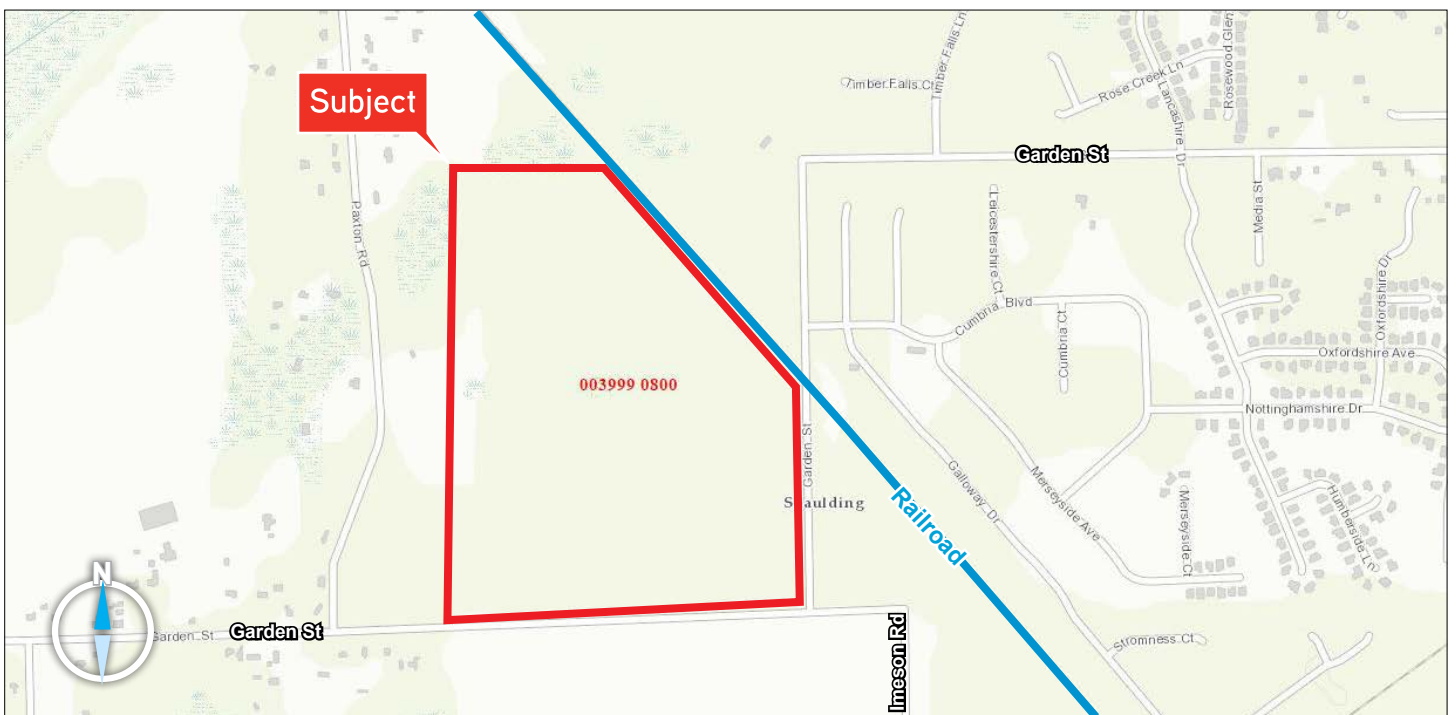 Subject
Timber Falls Ct
Timber Falls Ln
Rose Creek Ln
Rosewood Glen
Lancashire Dr
Garden St
Media St
Paxton Rd
Leicestershire Ct
Cumbria Blvd
Cumbria Ct
Oxfordshire Dr
Oxfordshire Ave
Nottinghamshire Dr
003999 0800
Garden St
S aulding
Railroad
Galloway Dr
Merseyside Ave
Merseyside Ct
Humberside Ln
N
Garden St
Garden St
Imeson Rd
Stromness Ct